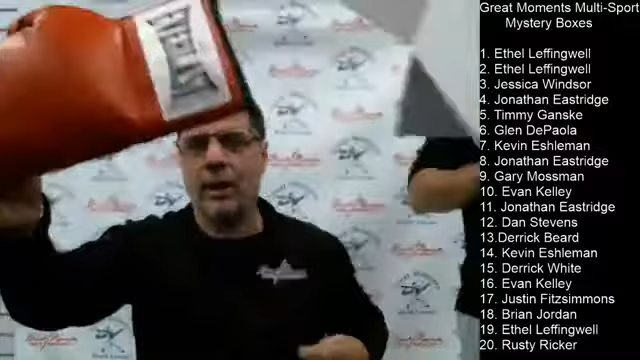 Great Moments Multi-Sport
Mystery Boxes
1. Ethel Leffingwell
2. Ethel Leffingwell
3. Jessica Windsor
4. Jonathan Eastridge
5. Timmy Ganske
6. Glen DePaola
7. Kevin Eshleman
8. Jonathan Eastridge
9. Gary Mossman
10. Evan Kelley
11. Jonathan Eastridge
12. Dan Stevens
13.Derrick Beard
14. Kevin Eshleman
15. Derrick White
16. Evan Kelley
17. Justin Fitzsimmons
18. Brian Jordan
19. Ethel Leffingwell
20. Rusty Ricker
EVERLAST